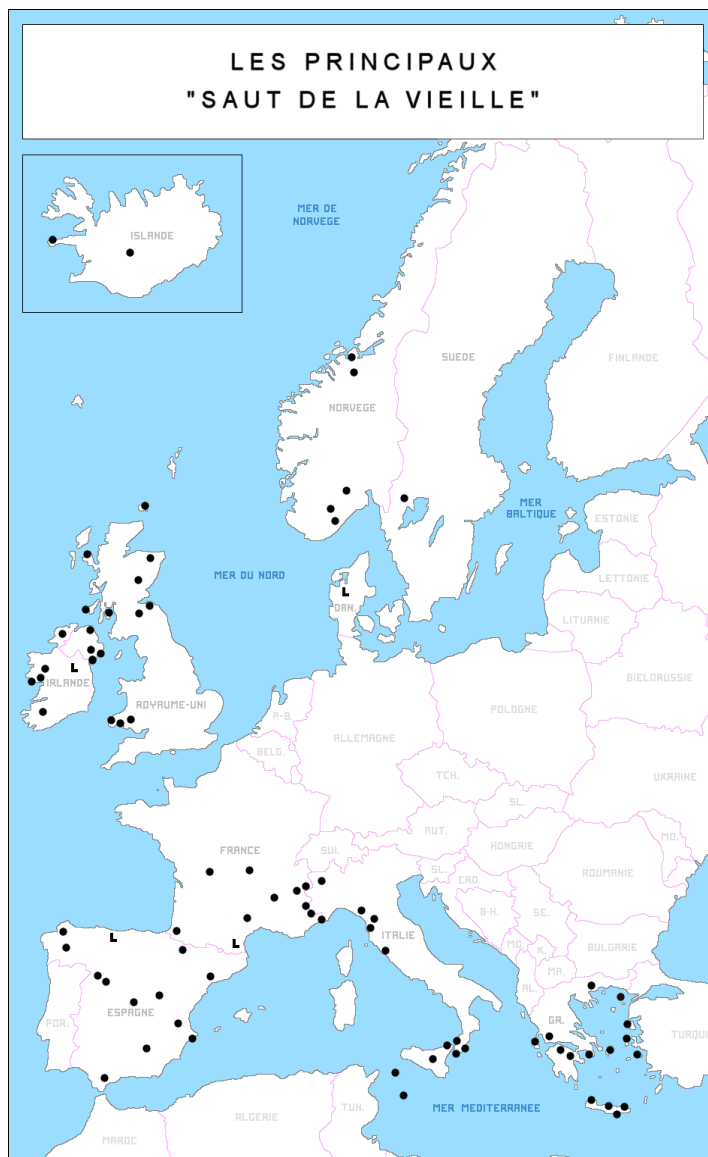 LES PRINCIPAUX
"SAUT DE LA VIEILLE"
MER DE
NORVEGE
ISLANDE
SUEDE
FINLANDE
NORVEGE
MER
BALTIQUE
ESTONIE
MER DU NORD
LETTONIE
L
DAN.
LITUANIE
L
IRLANDE
BIELORUSSIE
ROYAUME-UNI
P.-B.
POLOGNE
ALLEMAGNE
BELG.
TCH.
UKRAINE
SL.
AUT.
MO.
FRANCE
SUI.
HONGRIE
SL.
CRO.
ROUMANIE
B-H.
SE.
L
ITALIE
L
MO.
K.
BULGARIE
MA.
AL.
ESPAGNE
POR.
GR.
TURQUI
MER MEDITERRANEE
TUN.
ALGERIE
MAROC